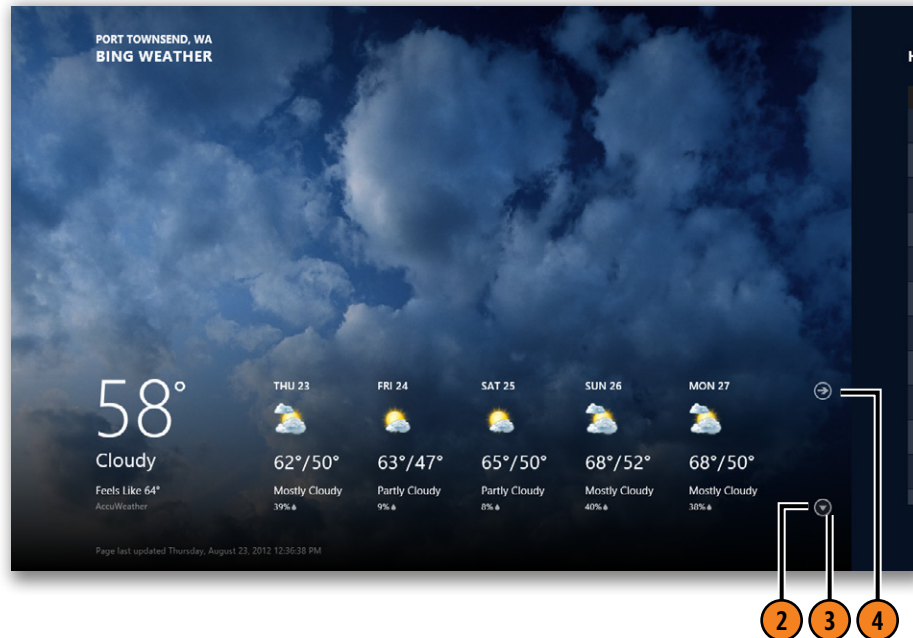 PORT TOWNSEND, WA
BING WEATHER
H
58°
Cloudy
Feels Like 64°
AccuWeather
THU 23
62°/50°
Mostly Cloudy
39%
FRI 24
63°/47°
Partly Cloudy
9%
SAT 25
65°/50°
Partly Cloudy
8%
SUN 26
68°/52°
Mostly Cloudy
40%
MON 27
68°/50°
Mostly Cloudy
38%
Page last updated Thursday, August 23, 2012 12:36:38 PM
2 3 4